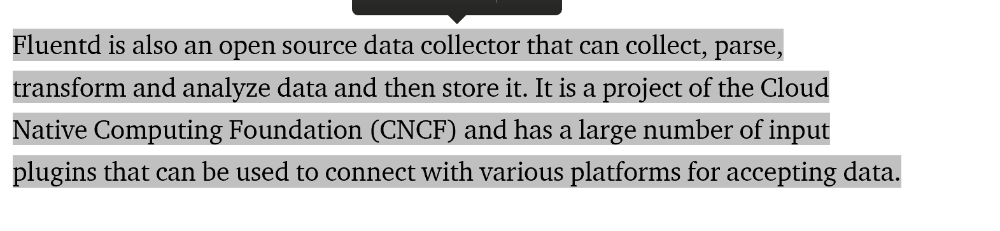 Fluentd is also an open source data collector that can collect, parse,
transform and analyze data and then store it. It is a project of the Cloud
Native Computing Foundation (CNCF) and has a large number of input
plugins that can be used to connect with various platforms for accepting data.